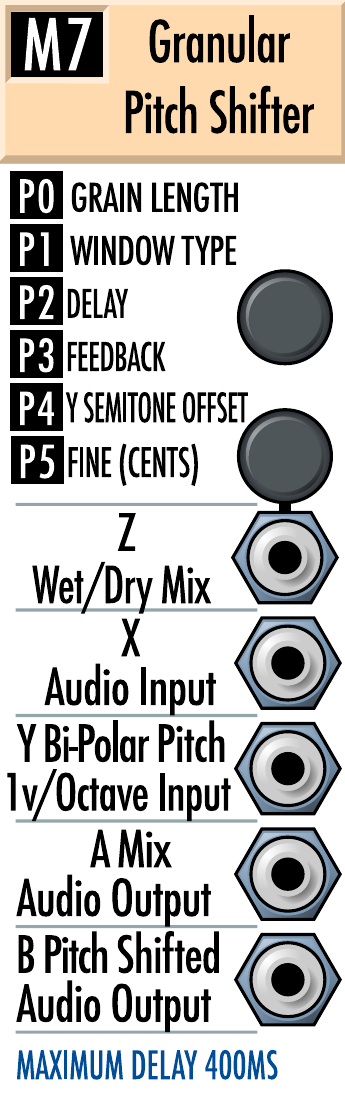 M7 Granular
Pitch Shifter
P0 GRAIN LENGTH
P1 WINDOW TYPE
P2 DELAY
P3 FEEDBACK
P4 Y SEMITONE OFFSET
P5 FINE (CENTS)
Z
Wet/Dry Mix
X
Audio Input
Y Bi-Polar Pitch
1v/Octave Input
A Mix
Audio Output
B Pitch Shifted
Audio Output
MAXIMUM DELAY 400MS